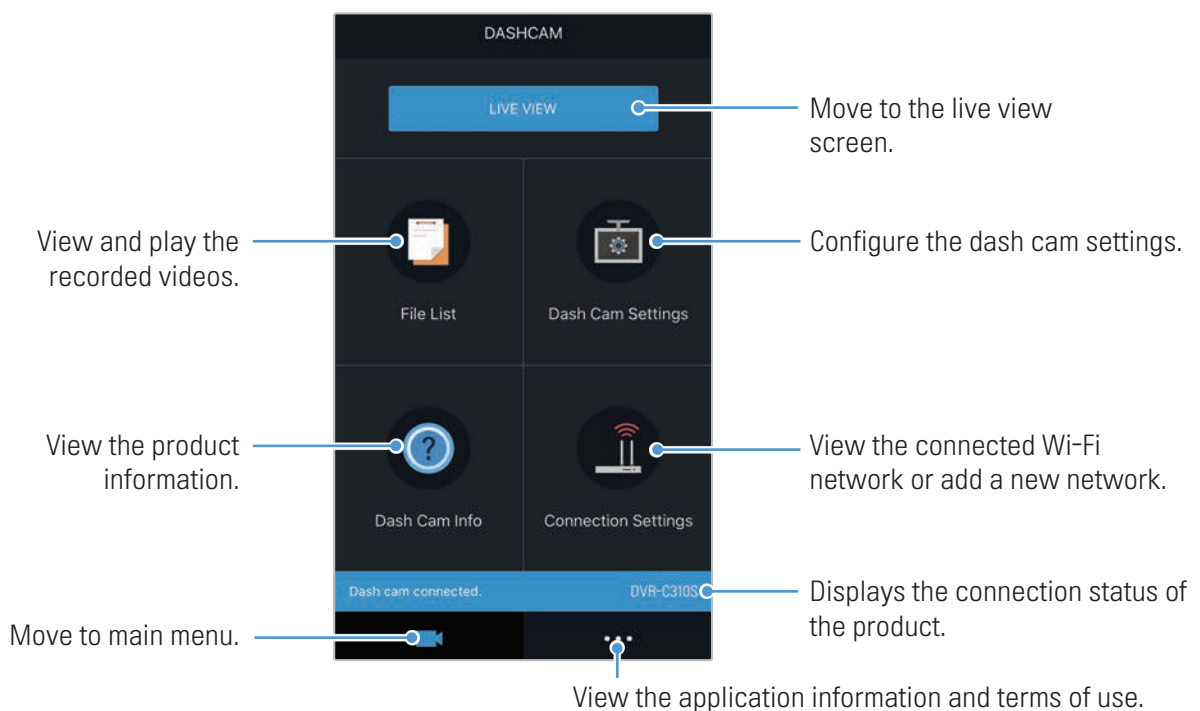 DASHCAM
LIVE VIEW
Move to the live view
screen.
View and play the
recorded videos.
Configure the dash cam settings.
File List
Dash Cam Settings
View the product
information.
?
View the connected Wi-Fi
network or add a new network.
Dash Cam Info
Connection Settings
Dash cam connected.
DVR-C310S
Displays the connection status of
the product.
Move to main menu.
View the application information and terms of use.